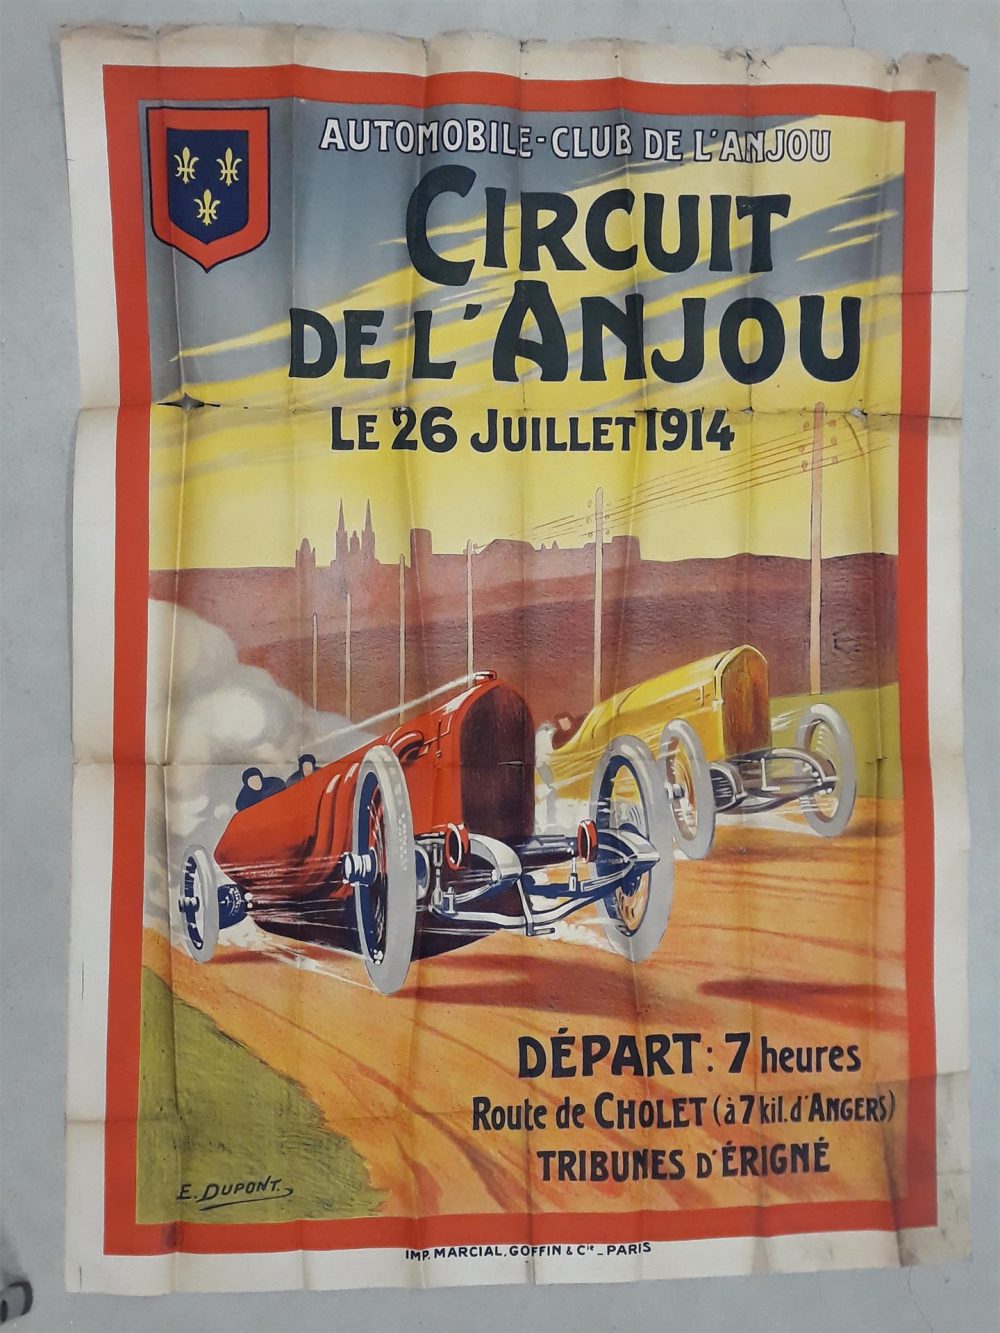 AUTOMOBILE-CLUB DE L'ANJOU
CIRCUIT
DE L'ANJOU
LE 26 JUILLET 1914
DÉPART : 7 heures
Route de CHOLET (à 7 kil. d'ANGERS)
TRIBUNES D'ÉRIGNÉ
E. DUPONT.
IMP. MARCIAL, GOFFIN & Cie _ PARIS